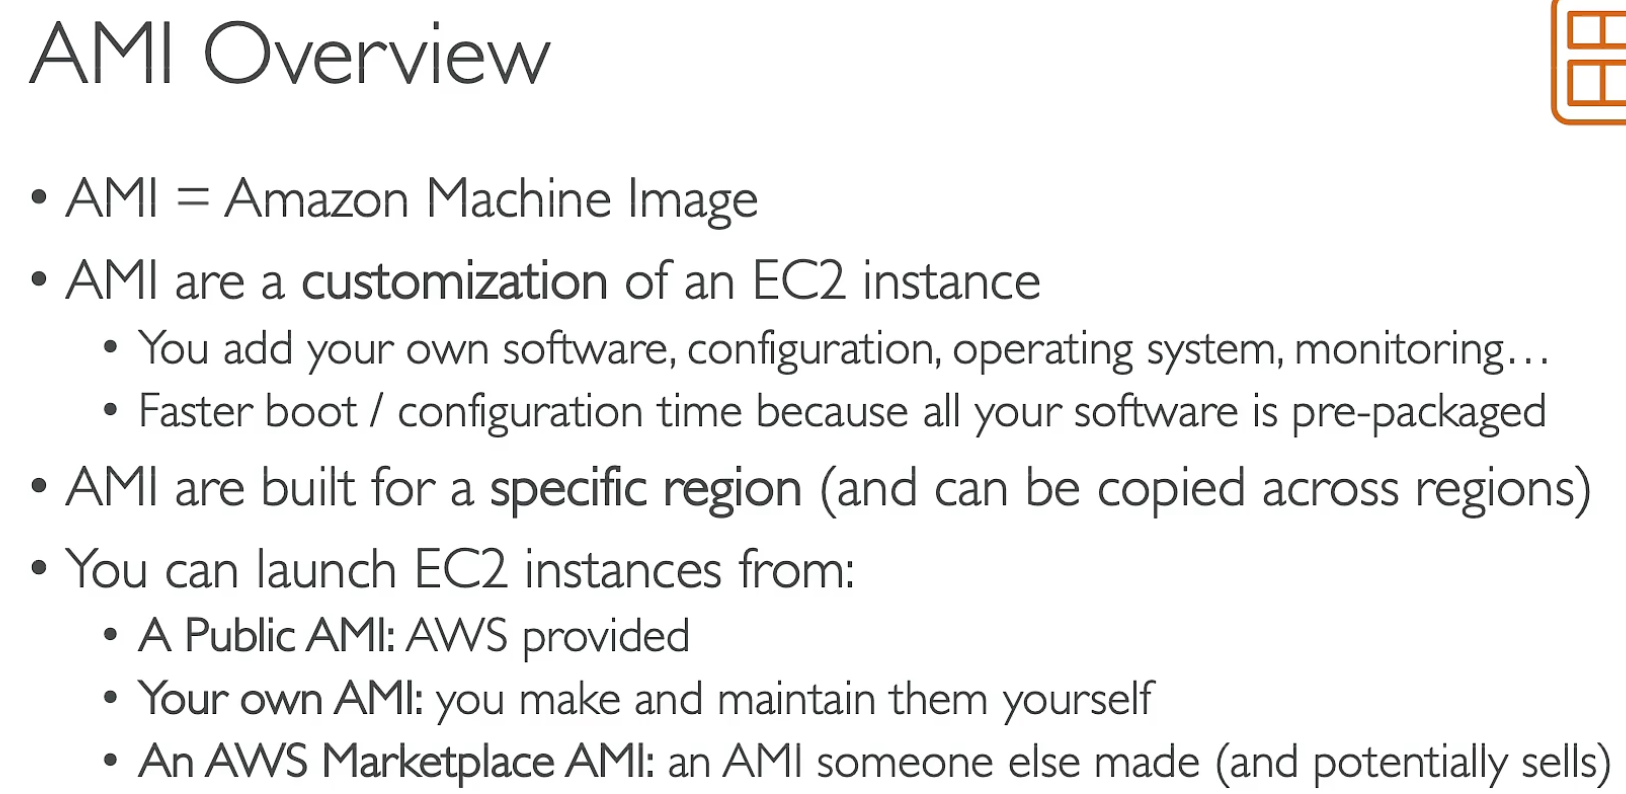 AMI Overview
• AMI = Amazon Machine Image
• AMI are a customization of an EC2 instance
• You add your own software, configuration, operating system, monitoring…
• Faster boot / configuration time because all your software is pre-packaged
• AMI are built for a specific region (and can be copied across regions)
• You can launch EC2 instances from:
• A Public AMI: AWS provided
• Your own AMI: you make and maintain them yourself
• An AWS Marketplace AMI: an AMI someone else made (and potentially sells)